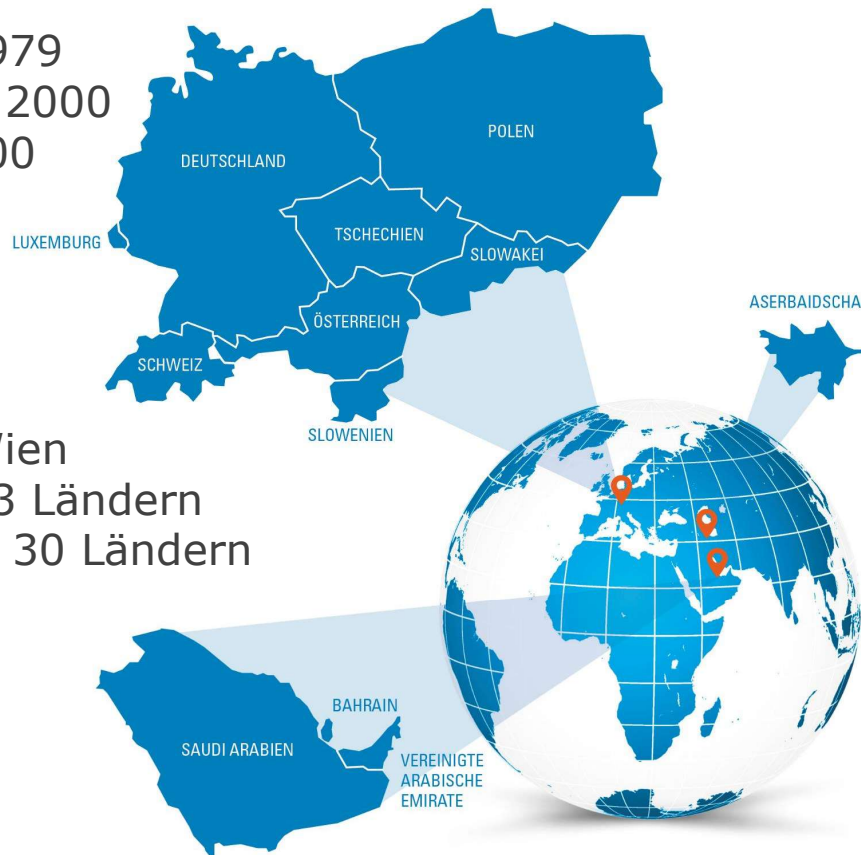 979
2000
00
POLEN
DEUTSCHLAND
TSCHECHIEN
LUXEMBURG
SLOWAKEI
ASERBAIDSCHA
ÖSTERREICH
SCHWEIZ
SLOWENIEN
ien
3 Ländern
30 Ländern
BAHRAIN
SAUDI ARABIEN
VEREINIGTE
ARABISCHE
EMIRATE